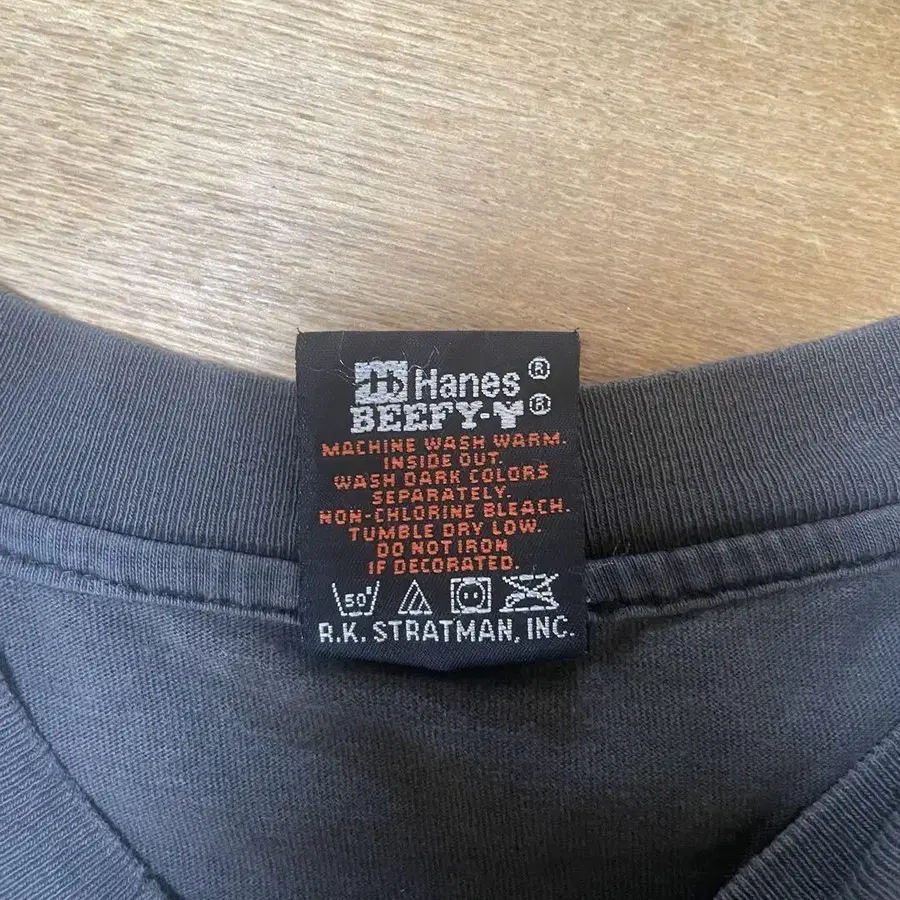 Hanes®
BEEFY-T®
MACHINE WASH WARM.
INSIDE OUT.
WASH DARK COLORS
SEPARATELY.
NON-CHLORINE BLEACH.
TUMBLE DRY LOW.
DO NOT IRON
IF DECORATED.
50°
R.K. STRATMAN, INC.